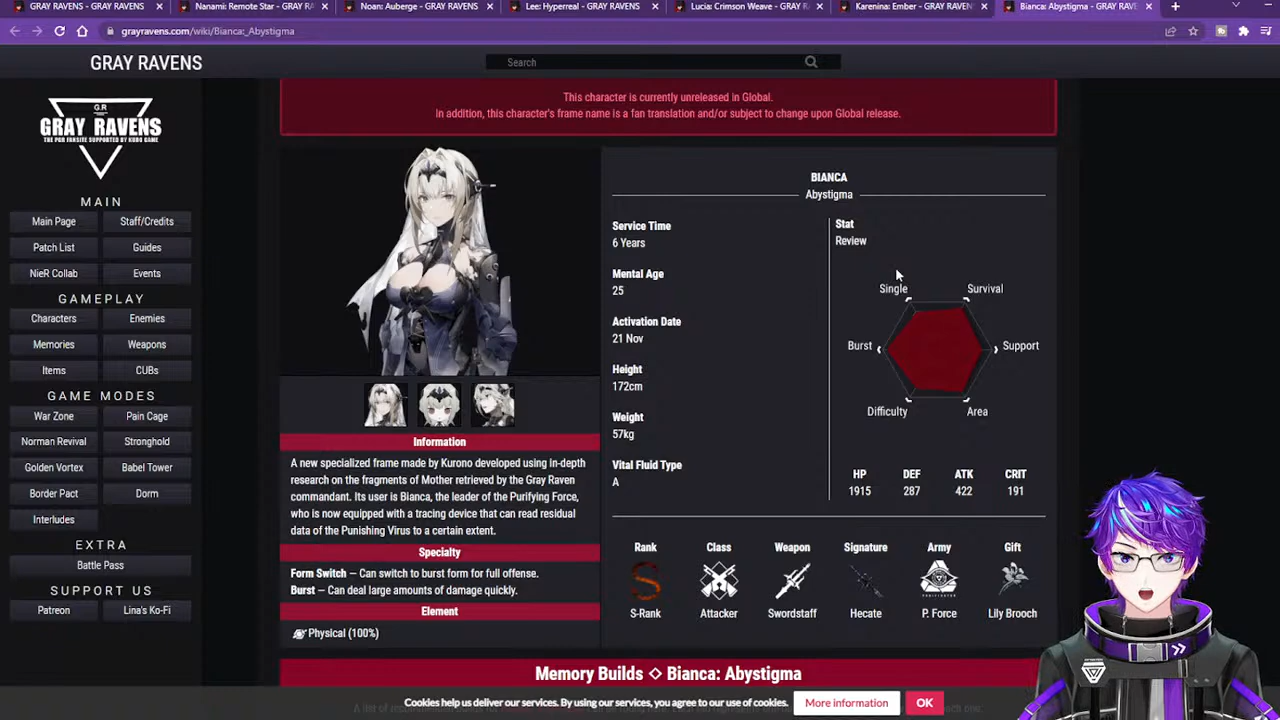 GRAY RAVENS - GRAY RAVENS
Nanami: Remote Star - GRAY RAV
Noan: Auberge - GRAY RAVENS
Lee: Hyperreal - GRAY RAVENS
Lucia: Crimson Weave - GRAY RAV
Karenina: Ember - GRAY RAVENS
Bianca: Abystigma - GRAY RAVE
grayravens.com/wiki/Bianca:_Abystigma
GRAY RAVENS
Search
G.R
GRAY RAVENS
THE PGR FANSITE SUPPORTED BY KURO GAME
MAIN
Main Page
Staff/Credits
Patch List
Guides
NieR Collab
Events
GAMEPLAY
Characters
Enemies
Memories
Weapons
Items
CUBs
GAME MODES
War Zone
Pain Cage
Norman Revival
Stronghold
Golden Vortex
Babel Tower
Border Pact
Dorm
Interludes
EXTRA
Battle Pass
SUPPORT US
Patreon
Lina's Ko-Fi
This character is currently unreleased in Global.
In addition, this character's frame name is a fan translation and/or subject to change upon Global release.
Information
A new specialized frame made by Kurono developed using in-depth
research on the fragments of Mother retrieved by the Gray Raven
commandant. Its user is Bianca, the leader of the Purifying Force,
who is now equipped with a tracing device that can read residual
data of the Punishing Virus to a certain extent.
Specialty
Form Switch — Can switch to burst form for full offense.
Burst — Can deal large amounts of damage quickly.
Element
Physical (100%)
BIANCA
Abystigma
Service Time
6 Years
Mental Age
25
Activation Date
21 Nov
Height
172cm
Weight
57kg
Vital Fluid Type
A
Stat
Review
Single
Survival
Burst
Support
Difficulty
Area
HP DEF ATK CRIT
1915 287 422 191
Rank Class Weapon Signature Army Gift
S-Rank Attacker Swordstaff Hecate P. Force Lily Brooch
Memory Builds ◇ Bianca: Abystigma
Cookies help us deliver our services. By using our services, you agree to our use of cookies.
More information
OK